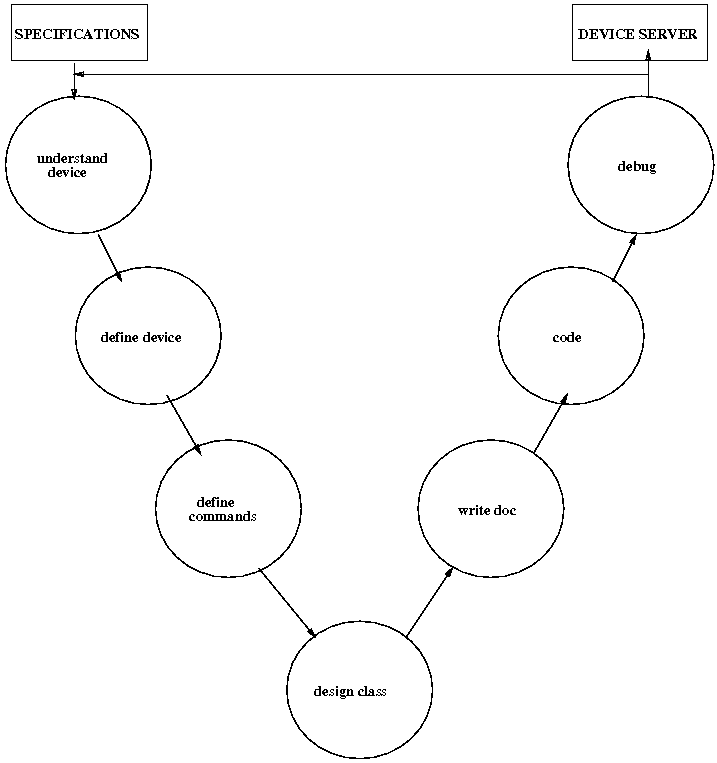 SPECIFICATIONS
DEVICE SERVER
understand
device
debug
define device
code
define
commands
write doc
design class